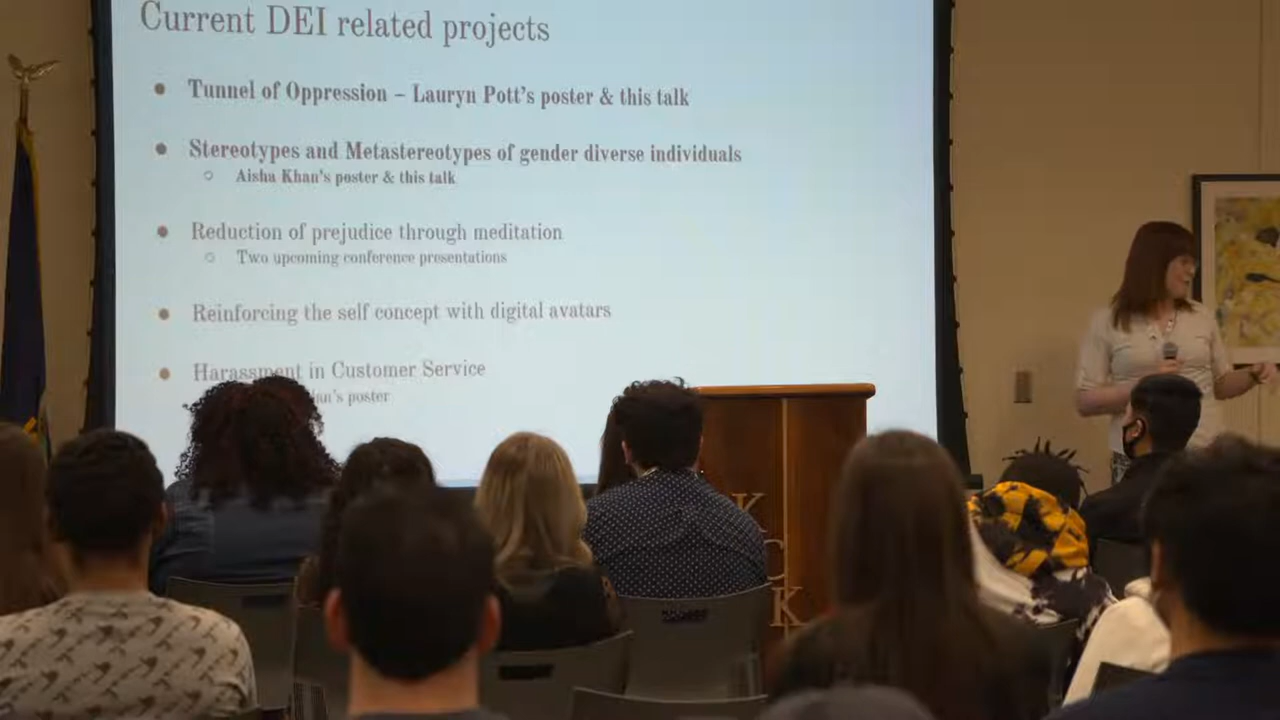 Current DEI related projects
Tunnel of Oppression – Lauryn Pott's poster & this talk
Stereotypes and Metastereotypes of gender diverse individuals
Aisha Khan's poster & this talk
Reduction of prejudice through meditation
Two upcoming conference presentations
Reinforcing the self concept with digital avatars
Harassment in Customer Service
poster
K
C
K